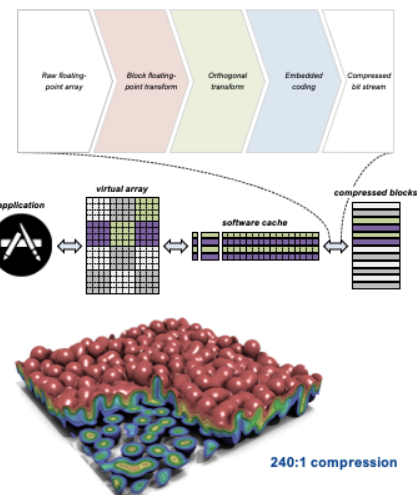 Raw floating-
point array
Block floating-
point transform
Orthogonal
transform
Embedded
coding
Compressed
bit stream
application
virtual array
software cache
compressed blocks
240:1 compression